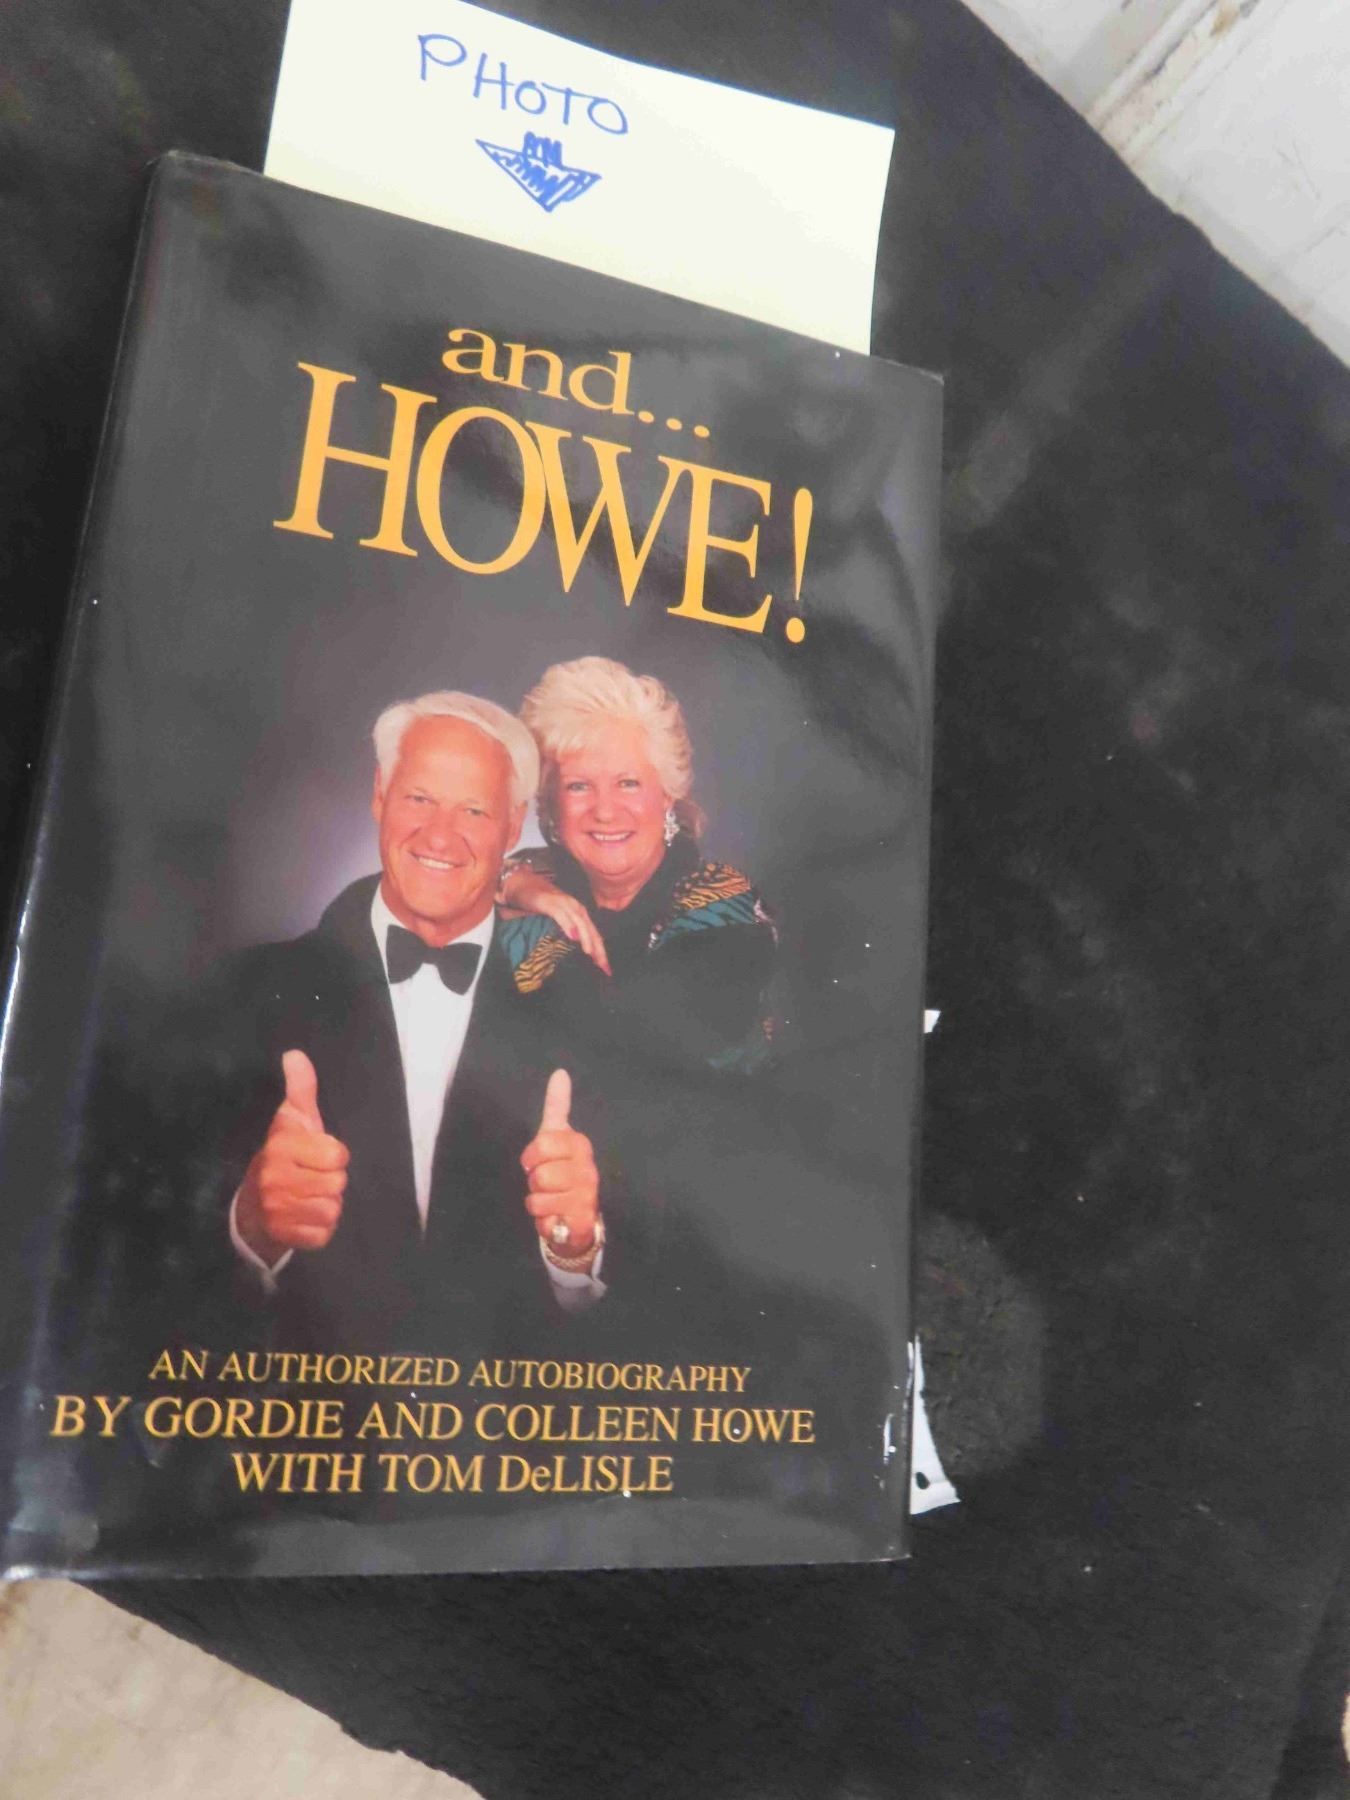 PHOTO
and...
HOWE!
AN AUTHORIZED AUTOBIOGRAPHY
BY GORDIE AND COLLEEN HOWE
WITH TOM DeLISLE